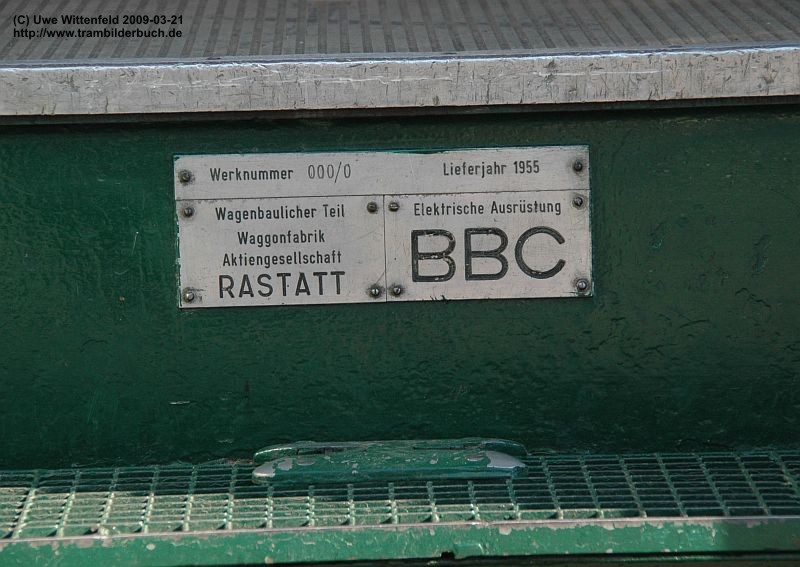 (C) Uwe Wittenfeld 2009-03-21
http://www.trambilderbuch.de
Werknummer 000/0
Lieferjahr 1955
Wagenbaulicher Teil
Waggonfabrik
Aktiengesellschaft
RASTATT
Elektrische Ausrüstung
BBC